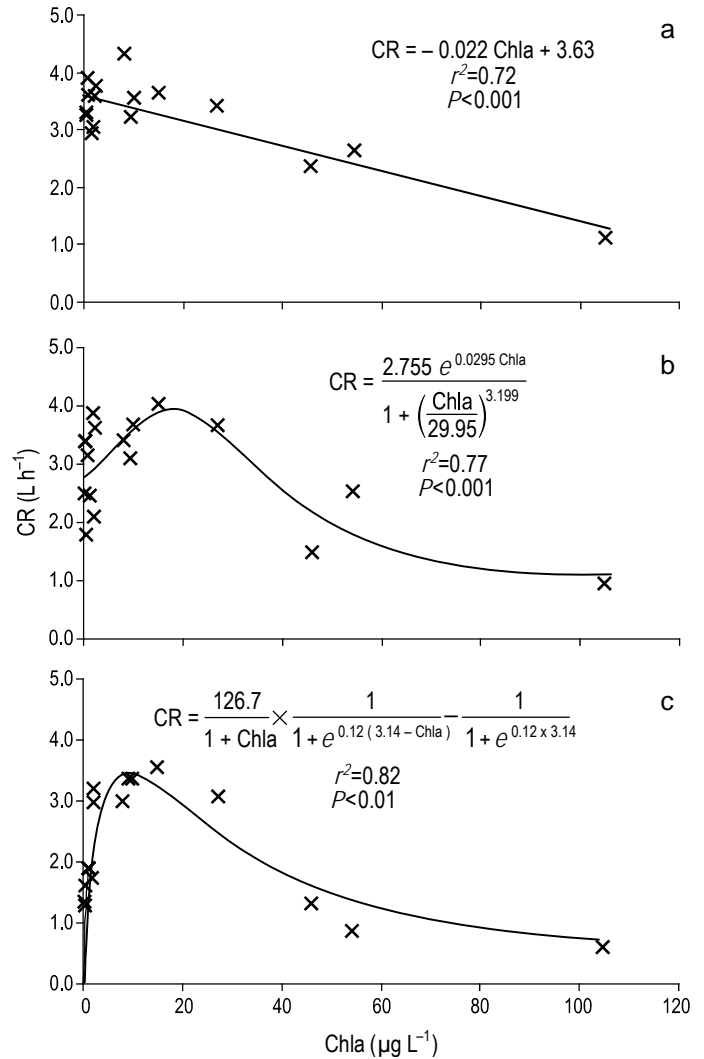 a
5.0
4.0
3.0
2.0
1.0
0.0
CR = – 0.022 Chla + 3.63
r²=0.72
P<0.001
b
5.0
4.0
3.0
2.0
1.0
0.0
CR (L h⁻¹)
CR = 2.755 e^0.0295 Chla / 1 + (Chla / 29.95)^3.199
r²=0.77
P<0.001
c
5.0
4.0
3.0
2.0
1.0
0.0
CR = 126.7 / 1 + Chla × 1 / 1 + e^0.12 ( 3.14 – Chla ) – 1 / 1 + e^0.12 x 3.14
r²=0.82
P<0.01
0 20 40 60 80 100 120
Chla (µg L⁻¹)